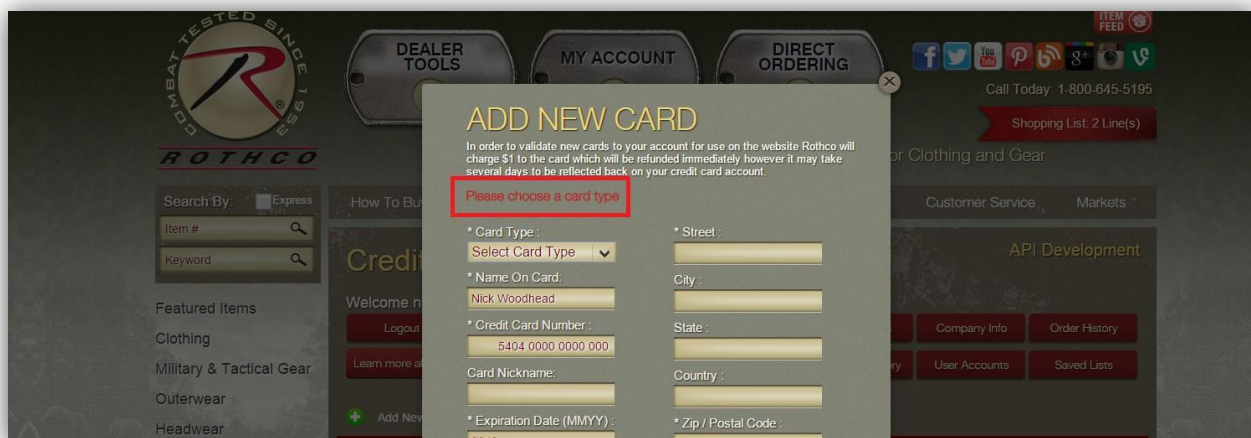 COMBAT TESTED SINCE 1953
R
®
ROTHCO
DEALER
TOOLS
MY ACCOUNT
DIRECT
ORDERING
ITEM
FEED
You
Tube
8+
Call Today: 1-800-645-5195
Shopping List: 2 Line(s)
or Clothing and Gear
Search By: Express
Item #
Keyword
How To Bu
Customer Service
Markets
Credit
API Development
Welcome n
Logout
Company Info
Order History
Learn more a
ry
User Accounts
Saved Lists
Add New
Featured Items
Clothing
Military & Tactical Gear
Outerwear
Headwear
ADD NEW CARD
In order to validate new cards to your account for use on the website Rothco will
charge $1 to the card which will be refunded immediately however it may take
several days to be reflected back on your credit card account.
Please choose a card type
* Card Type :
Select Card Type
* Name On Card:
Nick Woodhead
* Credit Card Number :
5404 0000 0000 000
Card Nickname:
* Expiration Date (MMYY) :
* Street :
City :
State :
Country :
* Zip / Postal Code :